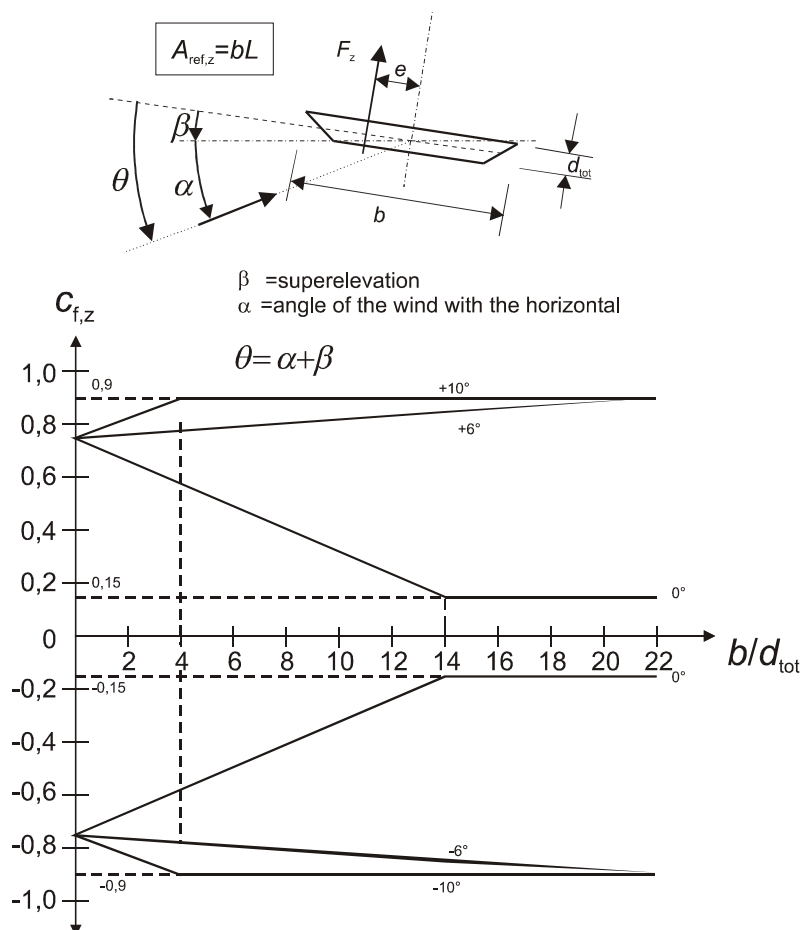 A_ref,z=bL
F_z
e
β
θ
α
b
d_tot
β =superelevation
α =angle of the wind with the horizontal
c_f,z
θ= α+β
1,0
0,9
+10°
0,8
+6°
0,6
0,4
0,2
0,15
0°
0
2 4 6 8 10 12 14 16 18 20 22
b/d_tot
-0,15
0°
-0,2
-0,4
-0,6
-0,8
-6°
-0,9
-10°
-1,0